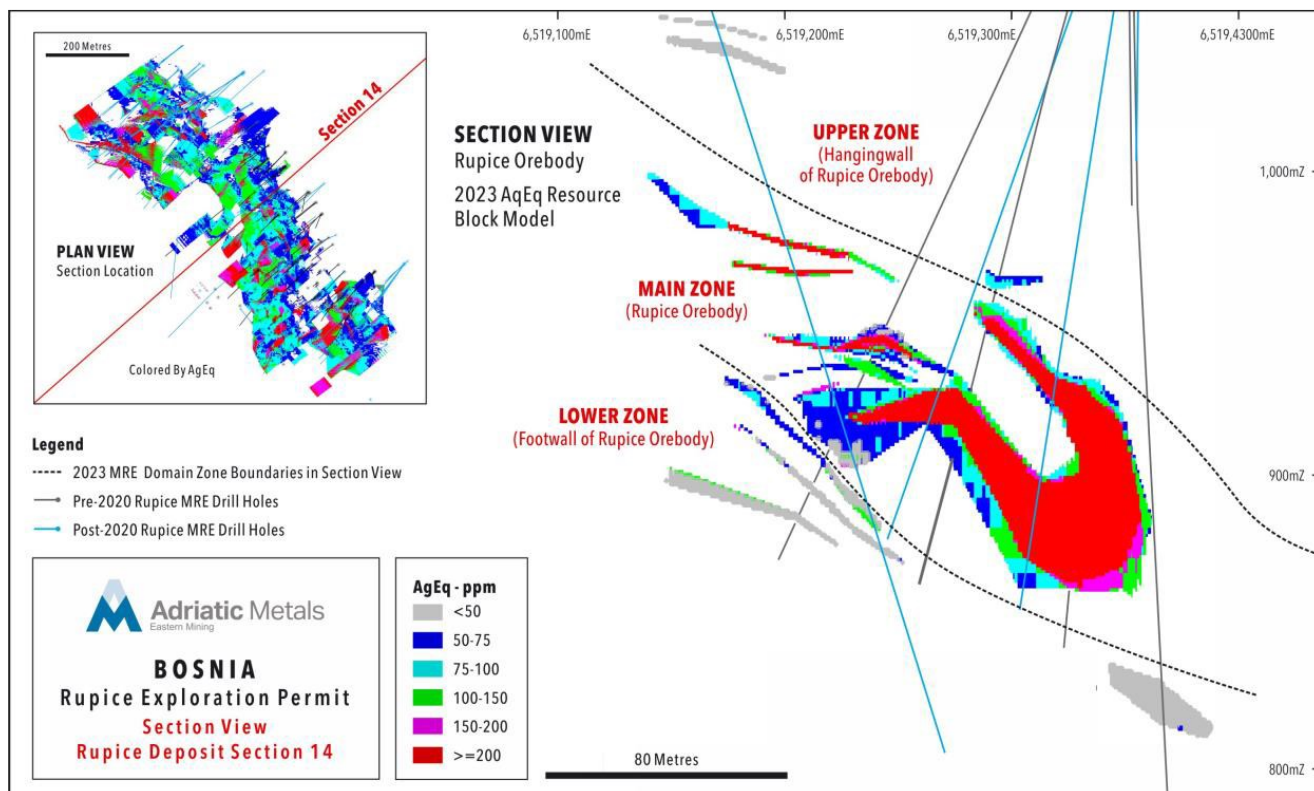 200 Metres
Section 14
PLAN VIEW
Section Location
Colored By AgEq
6,519,100mE
6,519,200mE
6,519,300mE
6,519,4300mE
SECTION VIEW
Rupice Orebody
2023 AqEq Resource
Block Model
UPPER ZONE
(Hangingwall
of Rupice Orebody)
1,000mZ
MAIN ZONE
(Rupice Orebody)
LOWER ZONE
(Footwall of Rupice Orebody)
900mZ
Legend
2023 MRE Domain Zone Boundaries in Section View
Pre-2020 Rupice MRE Drill Holes
Post-2020 Rupice MRE Drill Holes
Adriatic Metals
Eastern Mining
BOSNIA
Rupice Exploration Permit
Section View
Rupice Deposit Section 14
AgEq - ppm
<50
50-75
75-100
100-150
150-200
>=200
80 Metres
800mZ